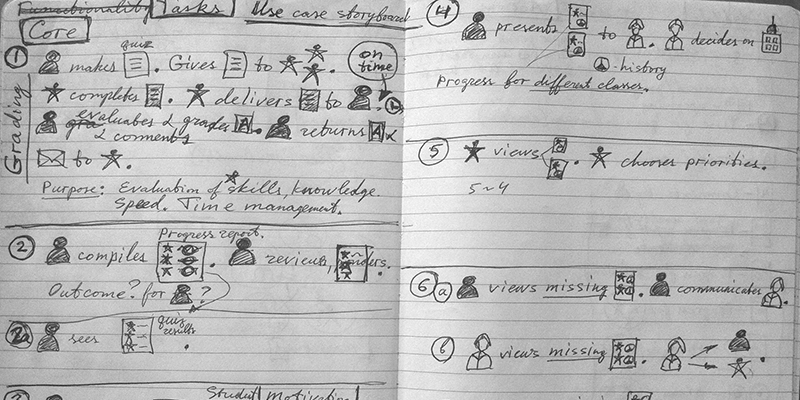 Functionality Tasks Use case storyboard
Core
Grading
1
quiz
makes . Gives to
on time
completes . delivers to .
evaluates & grades A . returns A &
& comments
to .
Purpose: Evaluation of skills, knowledge.
Speed. Time management.
2
Progress report.
compiles . reviews,
Outcome? for ?
2a
sees quiz results .
Student Motivation
4
presents to . decides on
- history
Progress for different classes.
5
views . chooses priorities.
5~4
6a views missing . communicates .
6 views missing . .